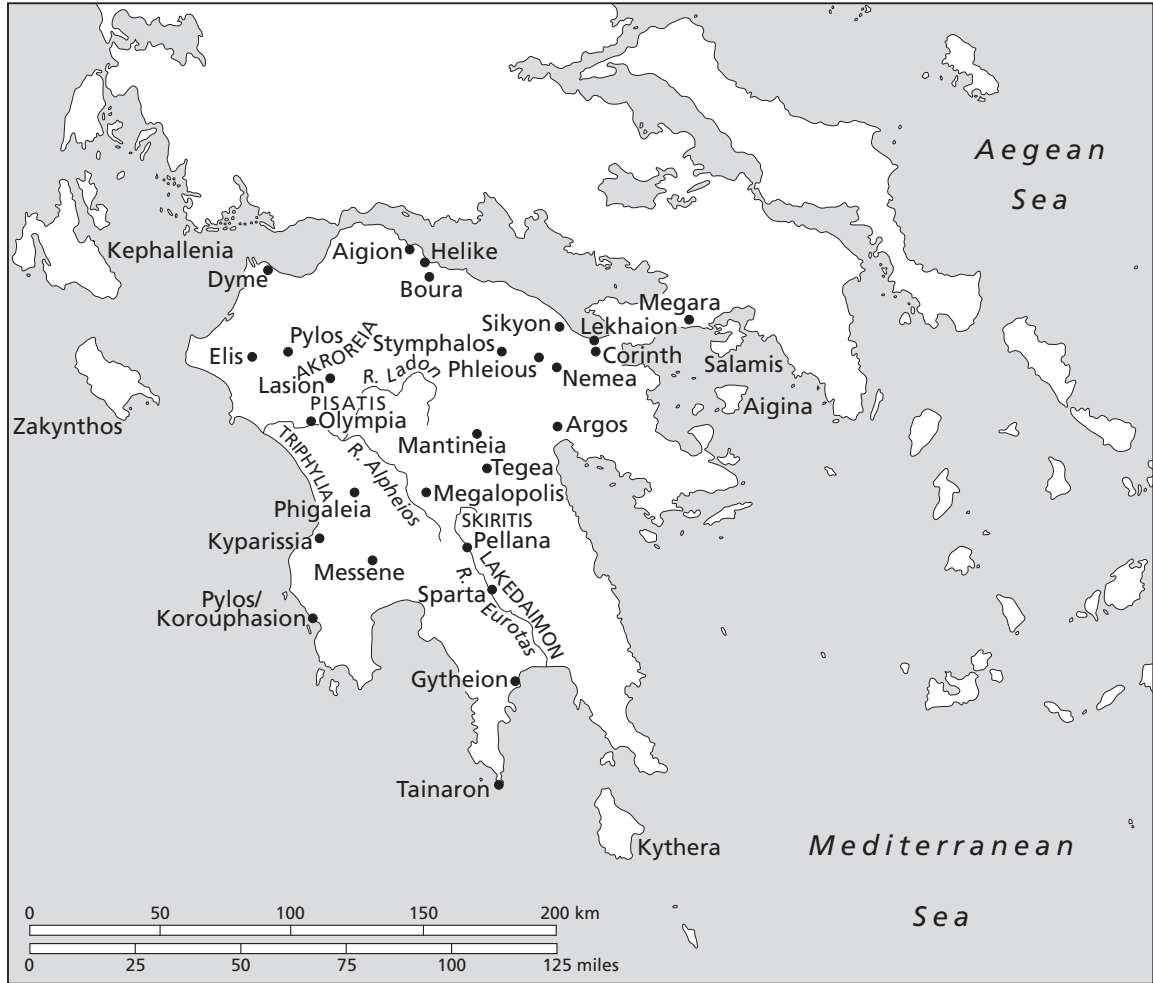 Aegean
Sea
Kephallenia
Aigion
Helike
Dyme
Boura
Megara
Sikyon
Lekhaion
Pylos
Stymphalos
Corinth
Elis
AKROREIA
Salamis
Phleious
Nemea
Lasion
R. Ladon
PISATIS
Aigina
Zakynthos
Olympia
Argos
Mantineia
TRIPHYLIA
R. Alpheios
Tegea
Megalopolis
Phigaleia
SKIRITIS
Kyparissia
Pellana
Messene
LAKEDAIMON
Sparta
R. Eurotas
Pylos/
Korouphasion
Gytheion
Tainaron
Kythera
Mediterranean
Sea
0 50 100 150 200 km
0 25 50 75 100 125 miles